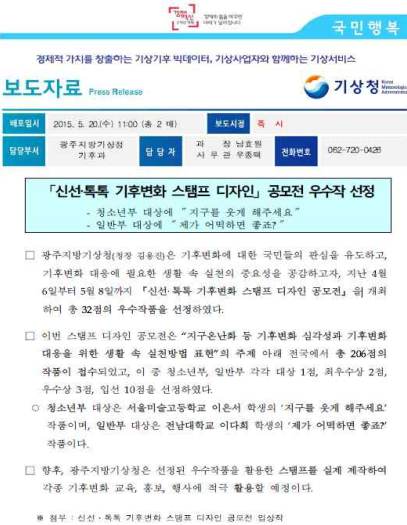 국민행복
경제적 가치를 창출하는 기상기후 빅데이터, 기상사업자와 함께하는 기상서비스
보도자료 Press Release
기상청
배포일시 2015. 5. 20.(수) 11:00 (총 2 매) 보도시점 즉 시
담당부서 광주지방기상청 기후과 담 당 자 과 장 남효원 사 무 관 우종택 전화번호 062-720-0426
「신선·톡톡 기후변화 스탬프 디자인」 공모전 우수작 선정
- 청소년부 대상에 "지구를 웃게 해주세요"
- 일반부 대상에 "제가 어떡하면 좋죠?"
□ 광주지방기상청(청장 김용진)은 기후변화에 대한 국민들의 관심을 유도하고,
기후변화 대응에 필요한 생활 속 실천의 중요성을 공감하고자, 지난 4월
6일부터 5월 8일까지 『신선·톡톡 기후변화 스탬프 디자인 공모전』을 개최
하여 총 32점의 우수작품을 선정하였다.
□ 이번 스탬프 디자인 공모전은 "지구온난화 등 기후변화 심각성과 기후변화
대응을 위한 생활 속 실천방법 표현"의 주제 아래 전국에서 총 206점의
작품이 접수되었고, 이 중 청소년부, 일반부 각각 대상 1점, 최우수상 2점,
우수상 3점, 입선 10점을 선정하였다.
○ 청소년부 대상은 서울미술고등학교 이은서 학생의 '지구를 웃게 해주세요'
작품이며, 일반부 대상은 전남대학교 이다희 학생의 '제가 어떡하면 좋죠?'
작품이다.
□ 향후, 광주지방기상청은 선정된 우수작품을 활용한 스탬프를 실제 제작하여
각종 기후변화 교육, 홍보, 행사에 적극 활용할 예정이다.
※ 첨부 : 신선·톡톡 기후변화 스탬프 디자인 공모전 입상작